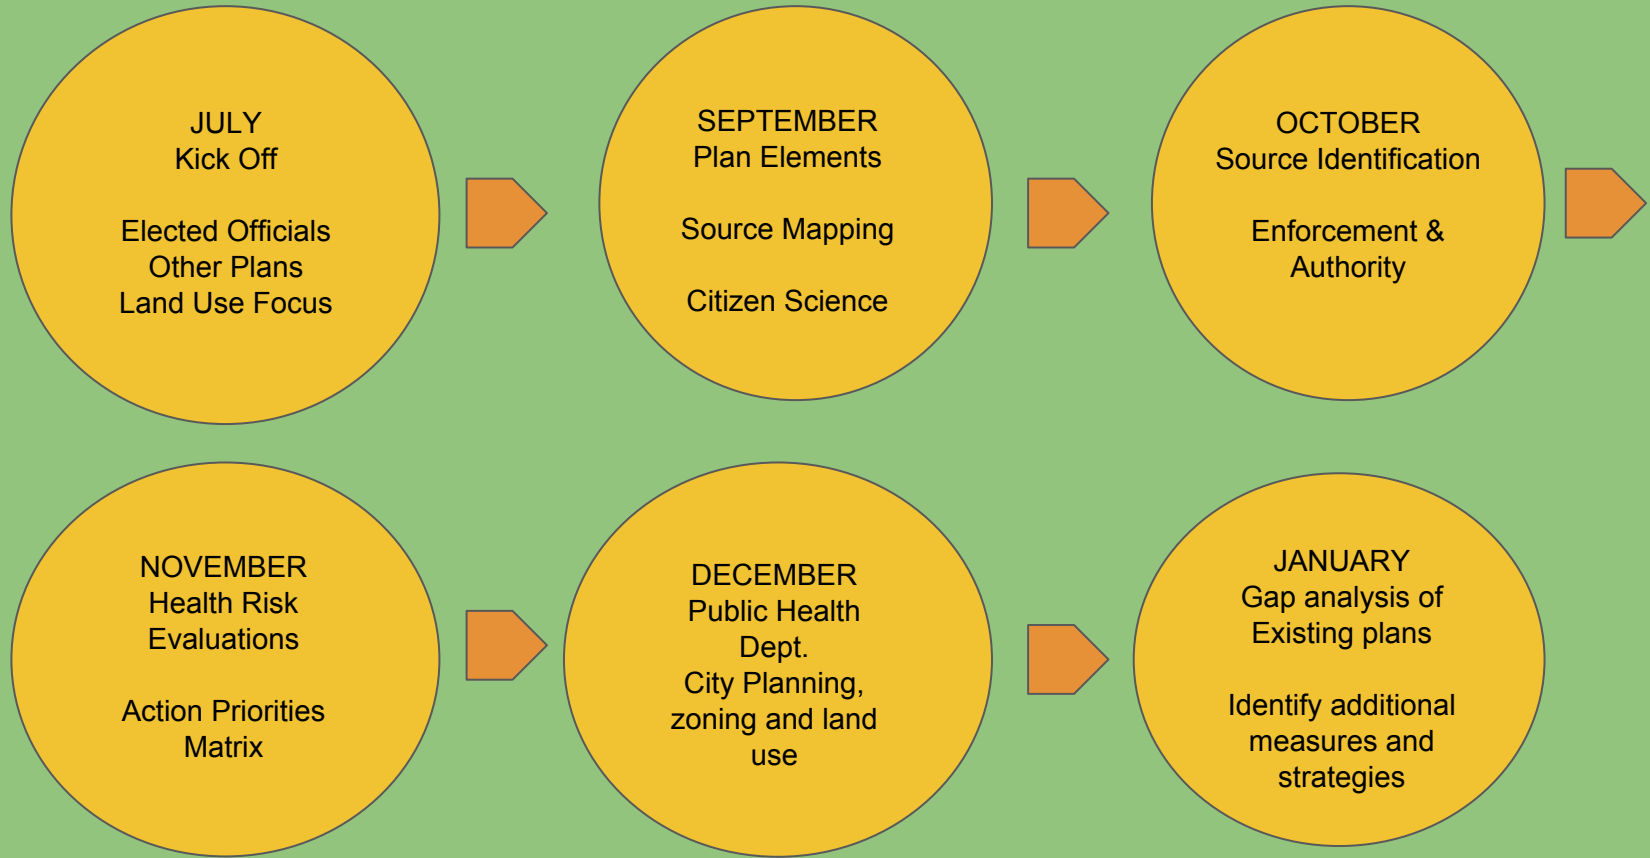 JULY
Kick Off
Elected Officials
Other Plans
Land Use Focus
SEPTEMBER
Plan Elements
Source Mapping
Citizen Science
OCTOBER
Source Identification
Enforcement &
Authority
NOVEMBER
Health Risk
Evaluations
Action Priorities
Matrix
DECEMBER
Public Health
Dept.
City Planning,
zoning and land
use
JANUARY
Gap analysis of
Existing plans
Identify additional
measures and
strategies